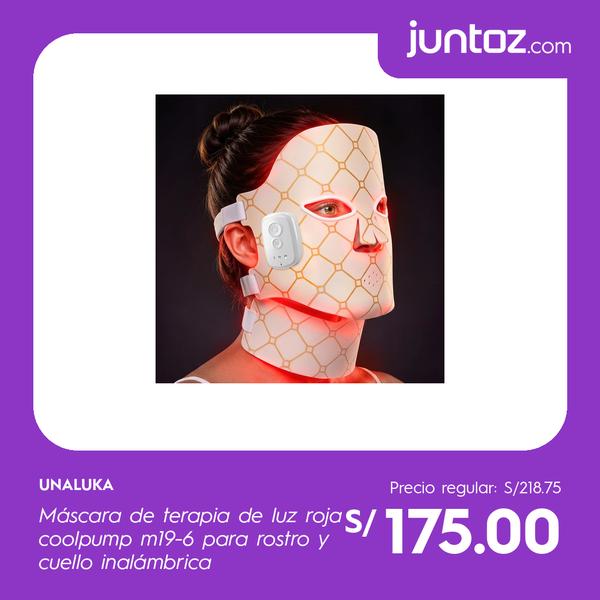 juntoz.com
UNALUKA
Máscara de terapia de luz roja
coolpump m19-6 para rostro y
cuello inalámbrica
Precio regular: S/218.75
S/ 175.00